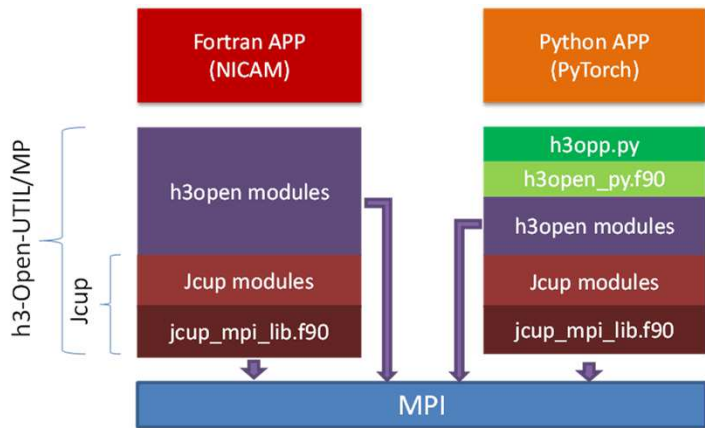 Fortran APP
(NICAM)
Python APP
(PyTorch)
h3-Open-UTIL/MP
Jcup
h3open modules
Jcup modules
jcup_mpi_lib.f90
h3opp.py
h3open_py.f90
h3open modules
Jcup modules
jcup_mpi_lib.f90
MPI